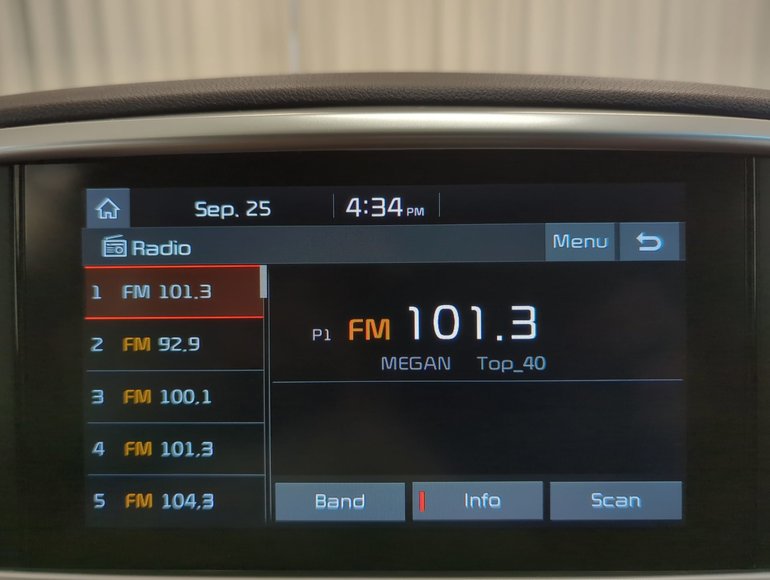 Sep. 25 4:34 PM
Radio Menu
1 FM 101.3
2 FM 92.9
3 FM 100.1
4 FM 101.3
5 FM 104.3
P1 FM 101.3
MEGAN Top_40
Band Info Scan